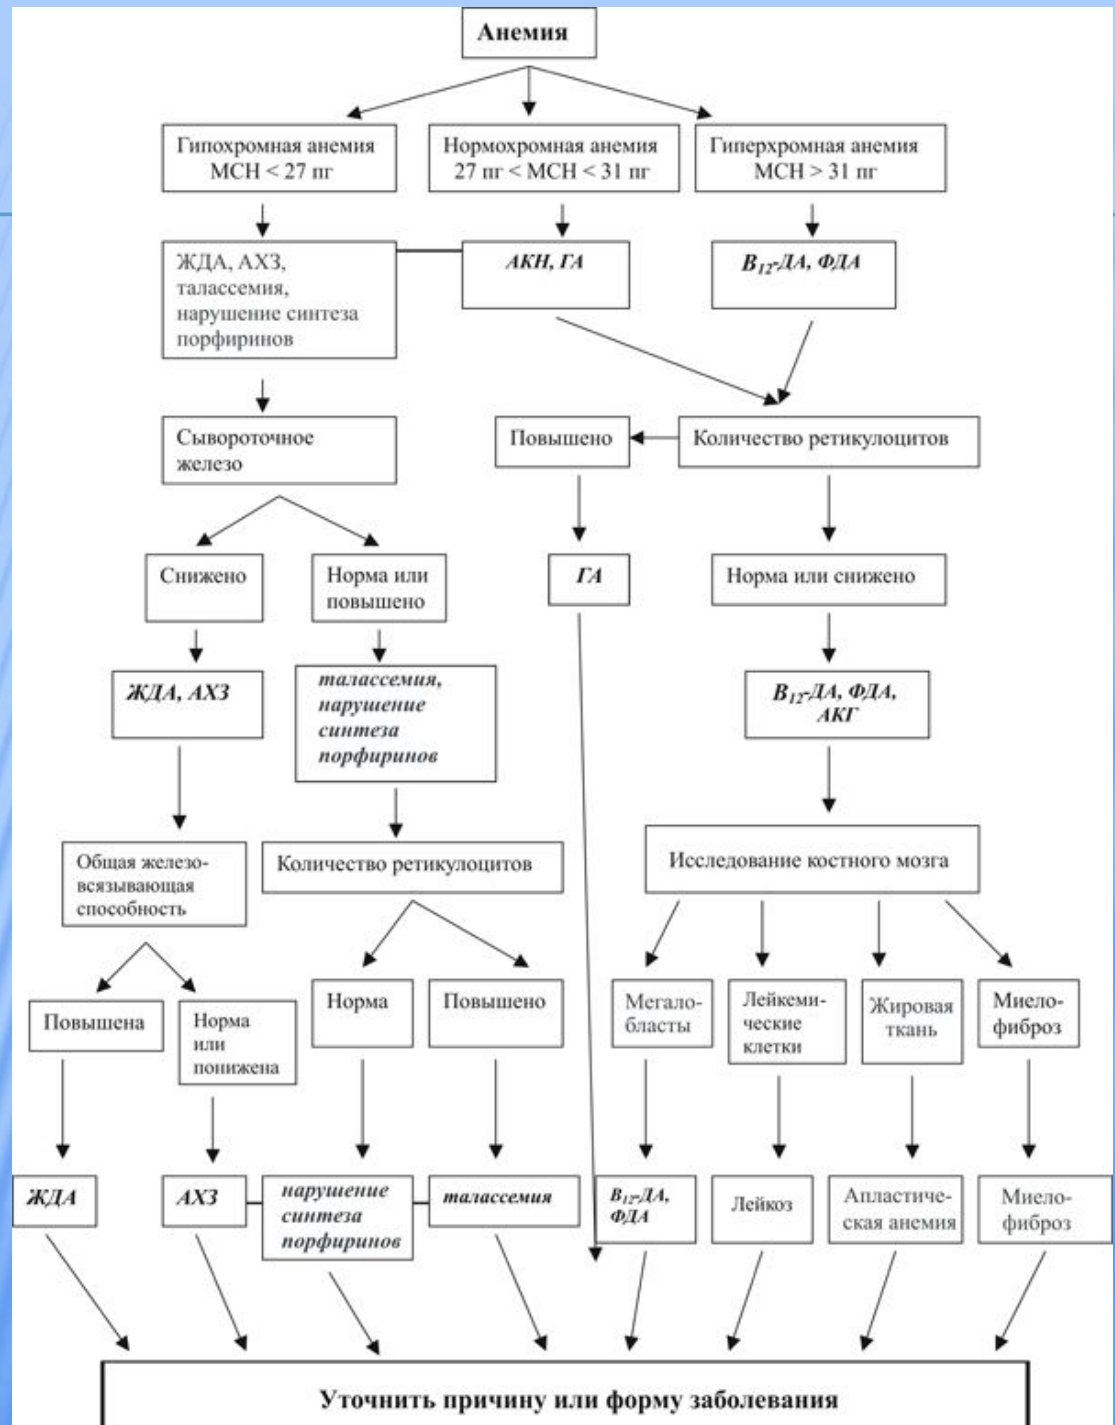 Анемия
Гипохромная анемия
МСН < 27 пг
Нормохромная анемия
27 пг < МСН < 31 пг
Гиперхромная анемия
МСН > 31 пг
ЖДА, АХЗ,
талассемия,
нарушение синтеза
порфиринов
АКН, ГА
В12-ДА, ФДА
Сывороточное
железо
Повышено
Количество ретикулоцитов
Снижено
Норма или
повышено
ГА
Норма или снижено
ЖДА, АХЗ
талассемия,
нарушение
синтеза
порфиринов
В12-ДА, ФДА,
АКГ
Общая железо-
всязывающая
способность
Количество ретикулоцитов
Исследование костного мозга
Повышена
Норма
или
понижена
Норма
Повышено
Мегало-
бласты
Лейкеми-
ческие
клетки
Жировая
ткань
Миело-
фиброз
ЖДА
АХЗ
нарушение
синтеза
порфиринов
талассемия
В12-ДА,
ФДА
Лейкоз
Апластиче-
ская анемия
Миело-
фиброз
Уточнить причину или форму заболевания